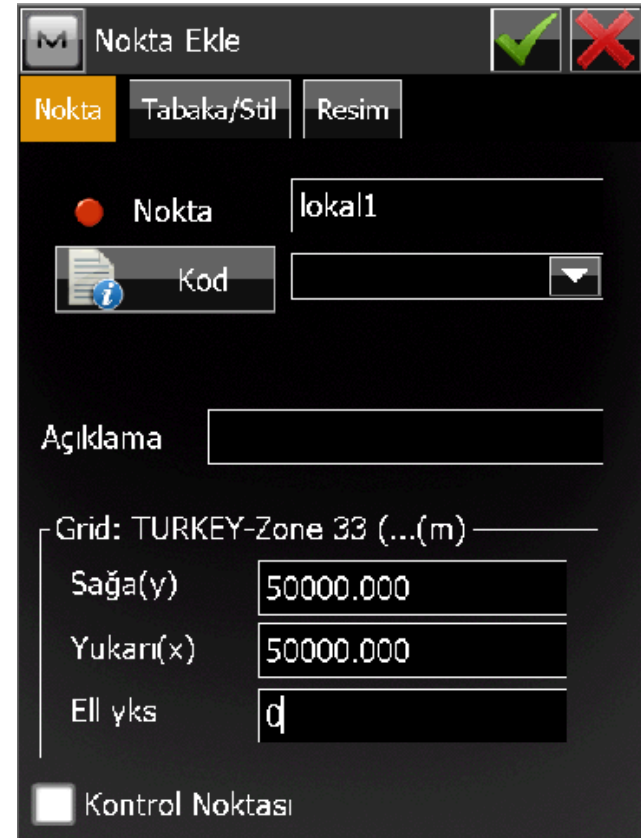 Nokta Ekle
Nokta Tabaka/Stil Resim
Nokta lokal1
Kod
Açıklama
Grid: TURKEY-Zone 33 (...(m)
Sağa(y) 50000.000
Yukarı(x) 50000.000
Ell yks 0
Kontrol Noktası